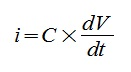 i = C × dV/dt